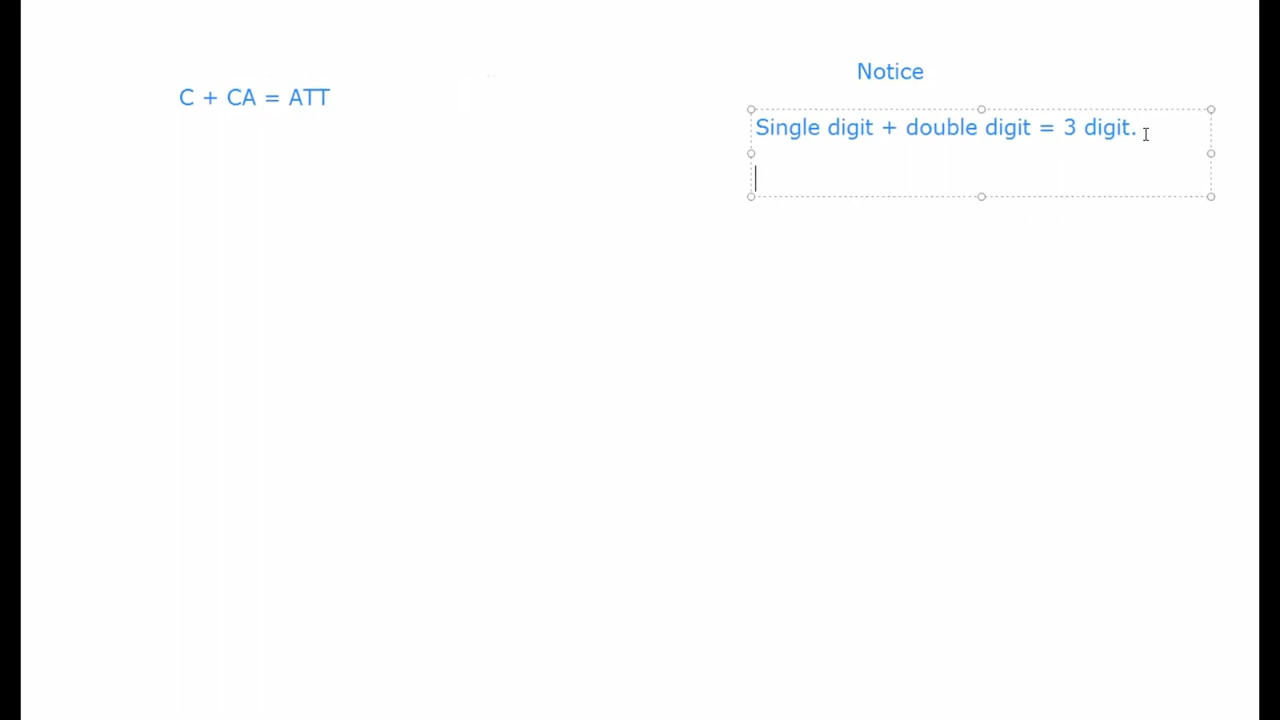 Notice
C + CA = ATT
Single digit + double digit = 3 digit.